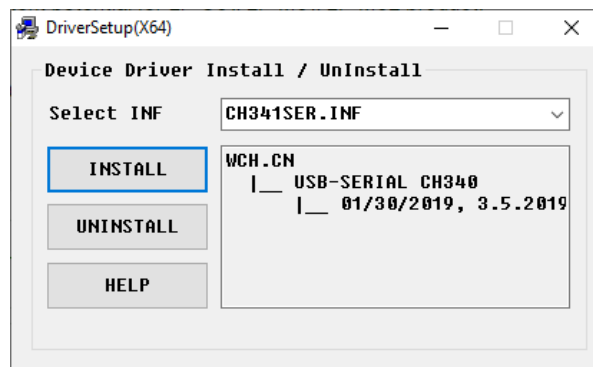 DriverSetup(X64)
Device Driver Install / UnInstall
Select INF
CH341SER.INF
INSTALL
UNINSTALL
HELP
WCH.CN
|__ USB-SERIAL CH340
|__ 01/30/2019, 3.5.2019